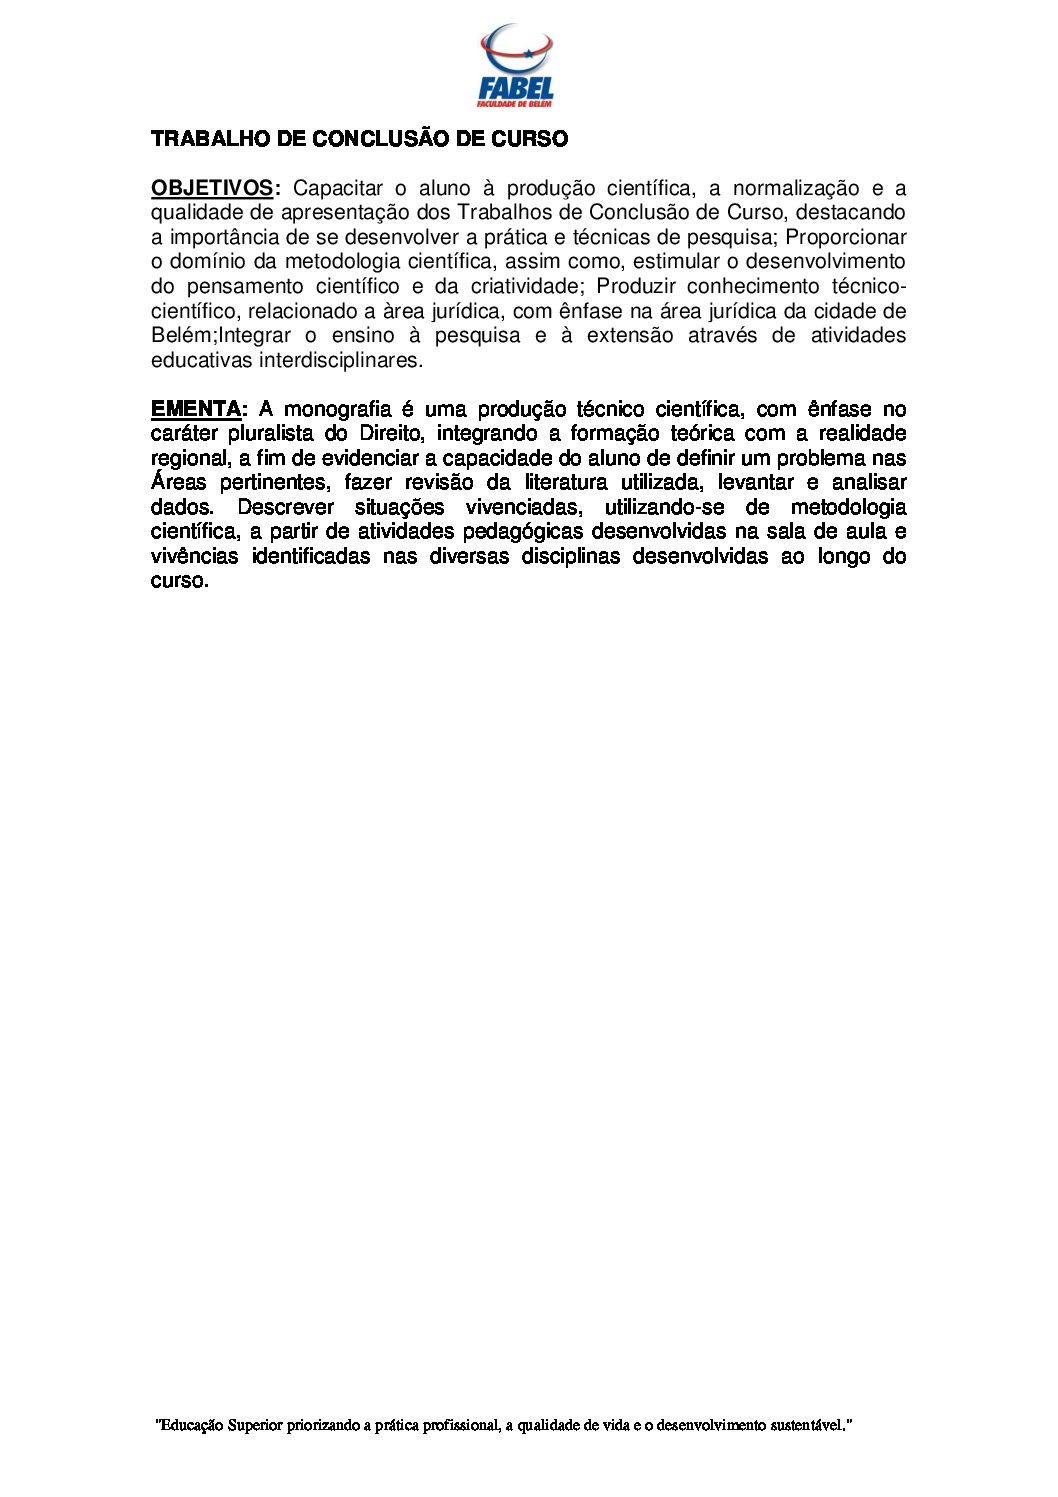 FABEL
FACULDADE DE BELÉM
TRABALHO DE CONCLUSÃO DE CURSO
OBJETIVOS: Capacitar o aluno à produção científica, a normalização e a
qualidade de apresentação dos Trabalhos de Conclusão de Curso, destacando
a importância de se desenvolver a prática e técnicas de pesquisa; Proporcionar
o domínio da metodologia científica, assim como, estimular o desenvolvimento
do pensamento científico e da criatividade; Produzir conhecimento técnico-
científico, relacionado a àrea jurídica, com ênfase na área jurídica da cidade de
Belém;Integrar o ensino à pesquisa e à extensão através de atividades
educativas interdisciplinares.
EMENTA: A monografia é uma produção técnico científica, com ênfase no
caráter pluralista do Direito, integrando a formação teórica com a realidade
regional, a fim de evidenciar a capacidade do aluno de definir um problema nas
Áreas pertinentes, fazer revisão da literatura utilizada, levantar e analisar
dados. Descrever situações vivenciadas, utilizando-se de metodologia
científica, a partir de atividades pedagógicas desenvolvidas na sala de aula e
vivências identificadas nas diversas disciplinas desenvolvidas ao longo do
curso.
"Educação Superior priorizando a prática profissional, a qualidade de vida e o desenvolvimento sustentável."